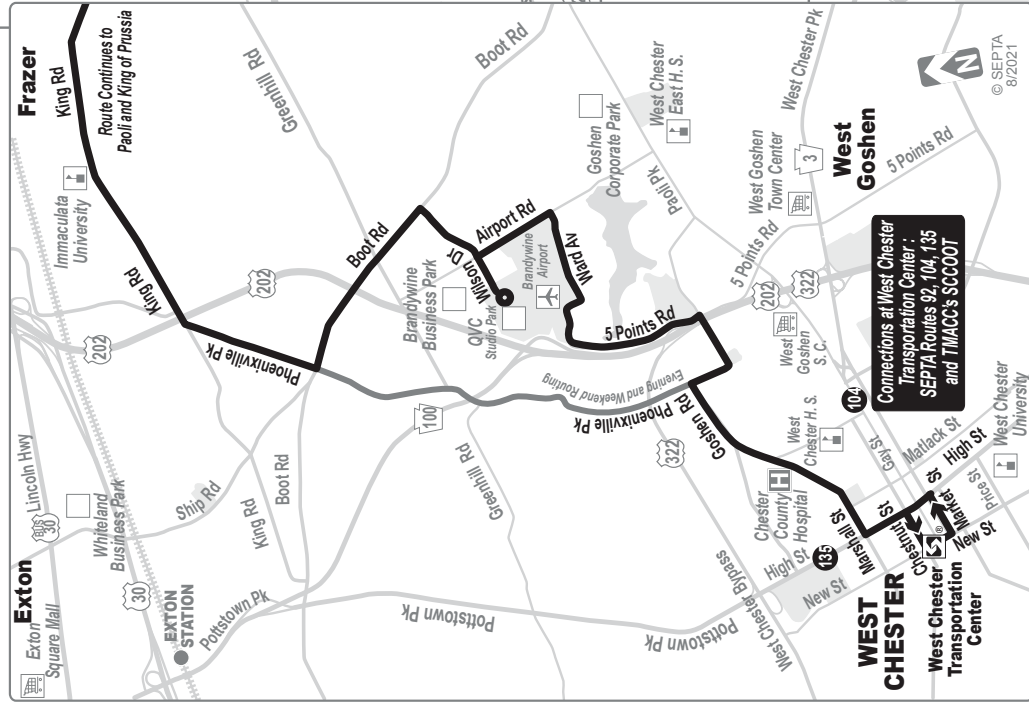 Exton
Exton
Square Mall
BUS
30
Lincoln Hwy
Whiteland
Business Park
30
EXTON
STATION
Pottstown Pk
Ship Rd
King Rd
Boot Rd
202
Immaculata
University
Frazer
King Rd
Route Continues to
Paoli and King of Prussia
King Rd
202
Phoenixville Pk
Boot Rd
Greenhill Rd
Boot Rd
Brandywine
Business Park
QVC
Studio Park
Wilson Dr
Airport Rd
Brandywine
Airport
Ward Av
Goshen
Corporate Park
West Chester
East H. S.
Paoli Pk
100
Greenhill Rd
Evening and Weekend Routing
Phoenixville Pk
5 Points Rd
Pottstown Pk
Pottstown Pk
322
Goshen Rd
5 Points Rd
202
322
West Goshen
Town Center
3
West Chester Pk
West
Goshen
5 Points Rd
West
Goshen
S. C.
West Chester Bypass
High St
135
New St
Chester
County
Hospital
H
West
Chester H. S.
104
Marshall St
Gay St
Matlack St
High St
Chestnut St
Market St
Price St
New St
S®
West Chester
University
WEST
CHESTER
West Chester
Transportation
Center
Connections at West Chester
Transportation Center :
SEPTA Routes 92, 104, 135
and TMACC's SCCOOT
N
© SEPTA
8/2021